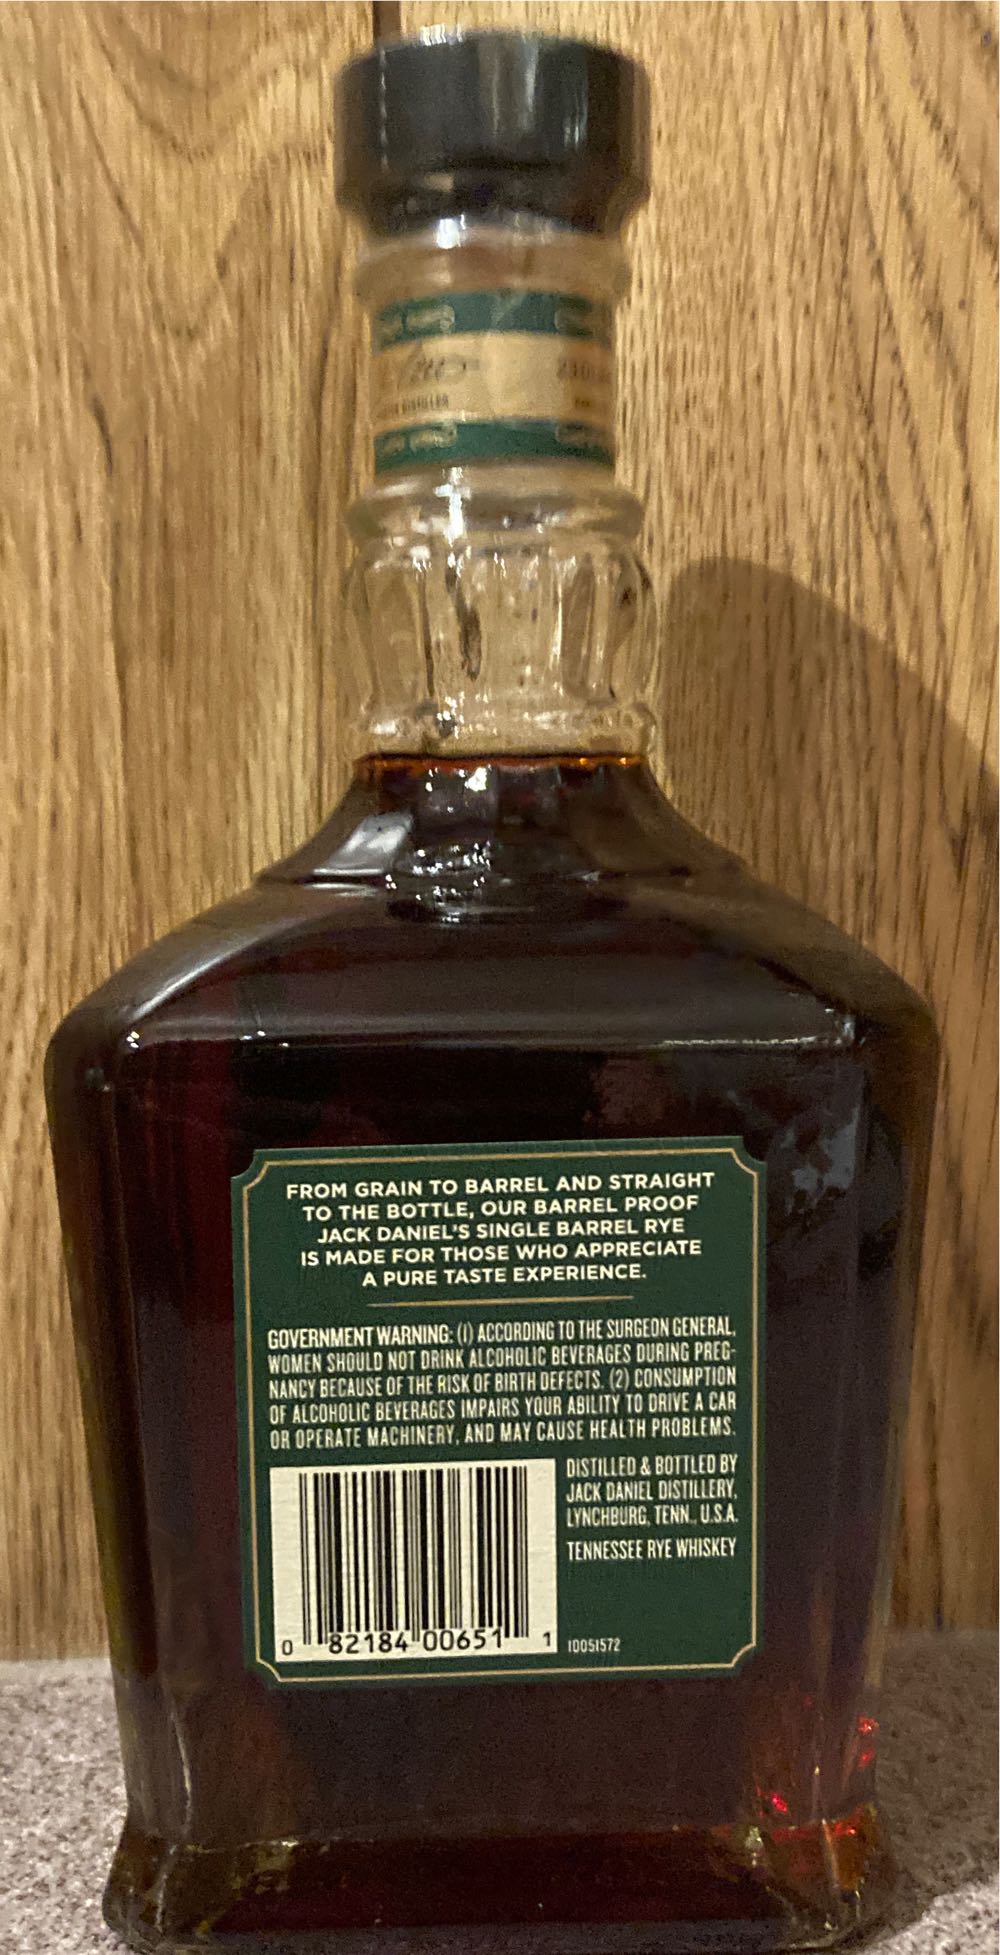 DISTILLER
FROM GRAIN TO BARREL AND STRAIGHT
TO THE BOTTLE, OUR BARREL PROOF
JACK DANIEL'S SINGLE BARREL RYE
IS MADE FOR THOSE WHO APPRECIATE
A PURE TASTE EXPERIENCE.
GOVERNMENT WARNING: (1) ACCORDING TO THE SURGEON GENERAL,
WOMEN SHOULD NOT DRINK ALCOHOLIC BEVERAGES DURING PREG-
NANCY BECAUSE OF THE RISK OF BIRTH DEFECTS. (2) CONSUMPTION
OF ALCOHOLIC BEVERAGES IMPAIRS YOUR ABILITY TO DRIVE A CAR
OR OPERATE MACHINERY, AND MAY CAUSE HEALTH PROBLEMS.
DISTILLED & BOTTLED BY
JACK DANIEL DISTILLERY,
LYNCHBURG, TENN., U.S.A.
TENNESSEE RYE WHISKEY
0 82184 00651 1
10051572